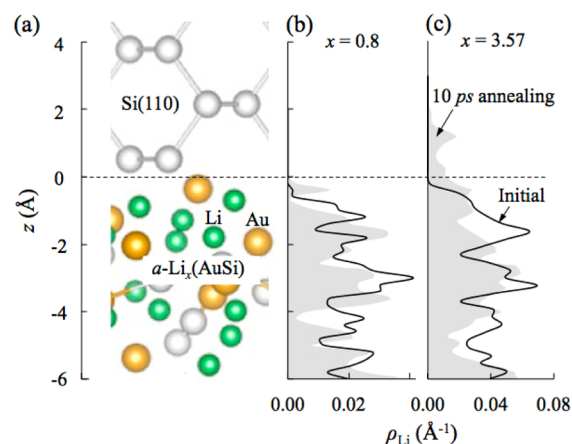 (a)
(b)
(c)
x = 0.8
x = 3.57
4
2
0
-2
-4
-6
z (Å)
Si(110)
10 ps annealing
Initial
Li
Au
a-Liₓ(AuSi)
0.00
0.02
0.00
0.04
0.08
ρLi (Å⁻¹)